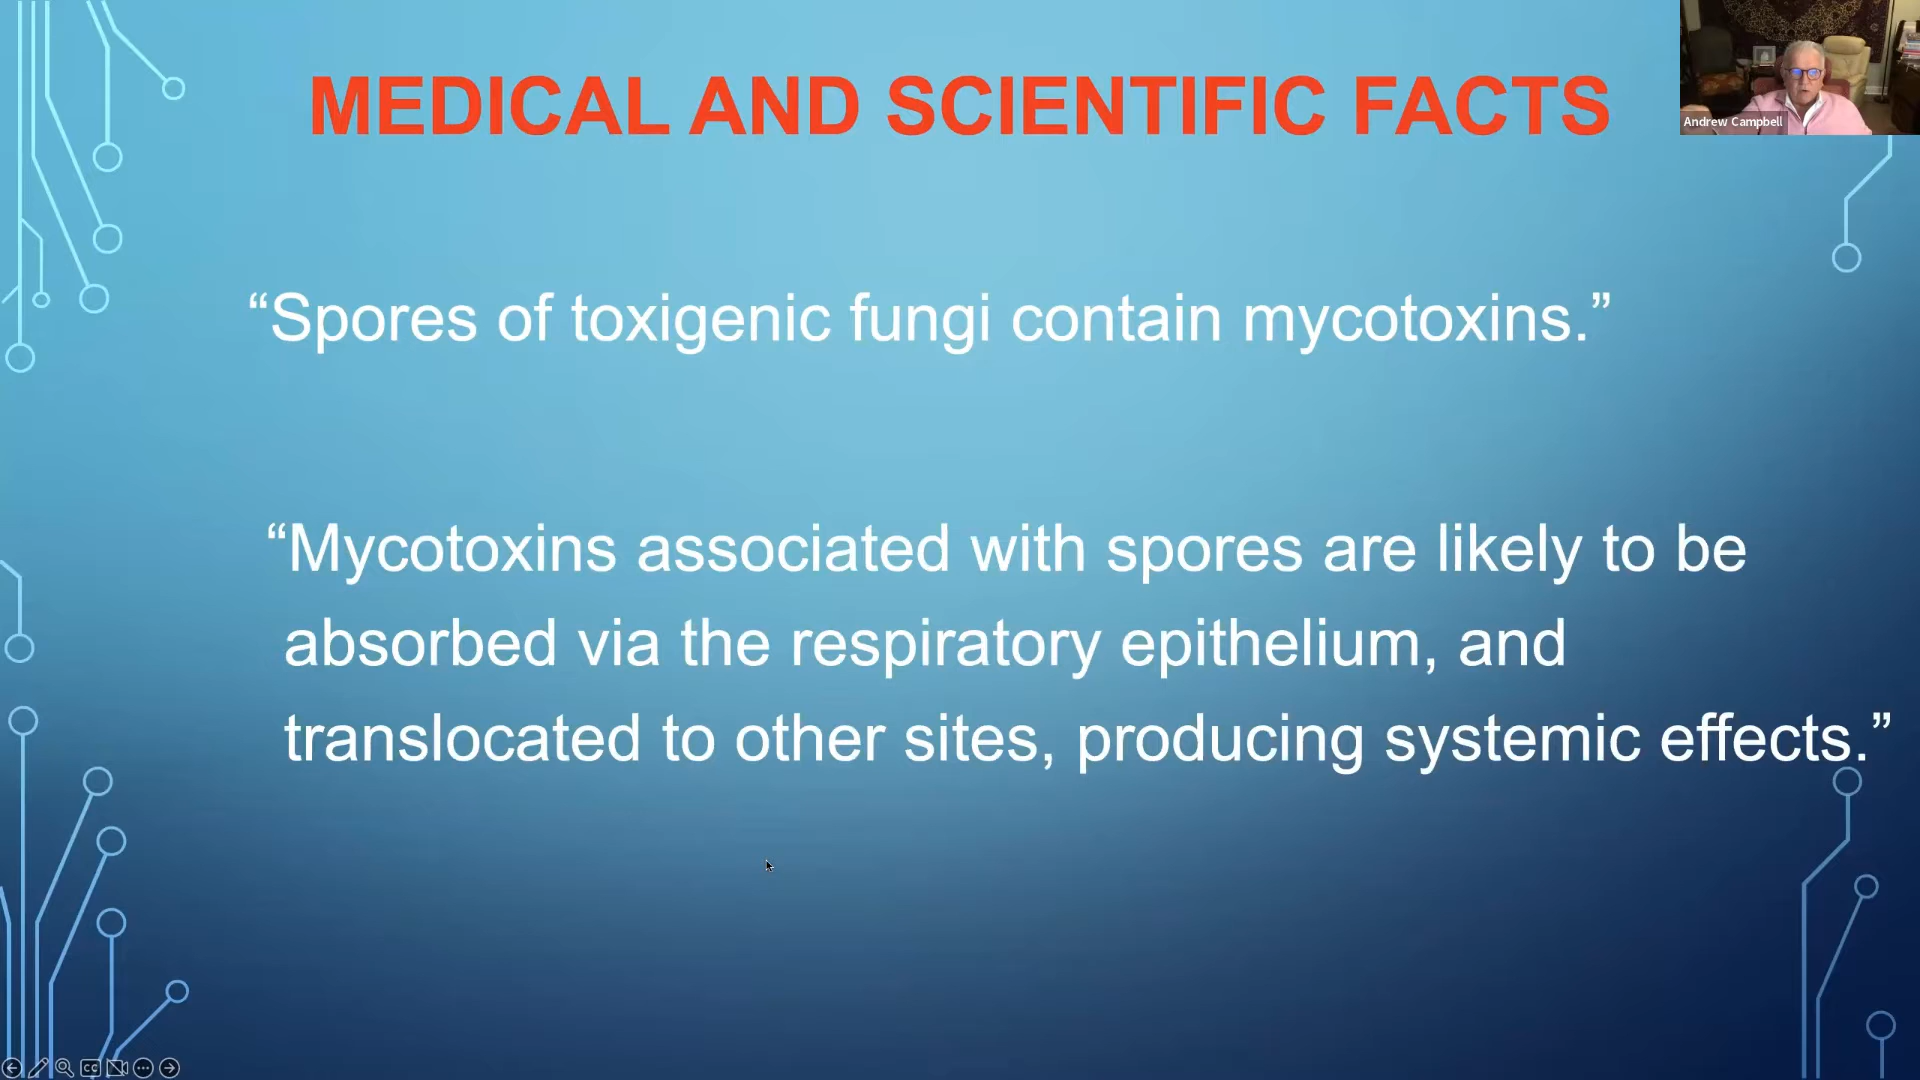 MEDICAL AND SCIENTIFIC FACTS
Andrew Campbell
“Spores of toxigenic fungi contain mycotoxins.”
“Mycotoxins associated with spores are likely to be
absorbed via the respiratory epithelium, and
translocated to other sites, producing systemic effects.”
CC